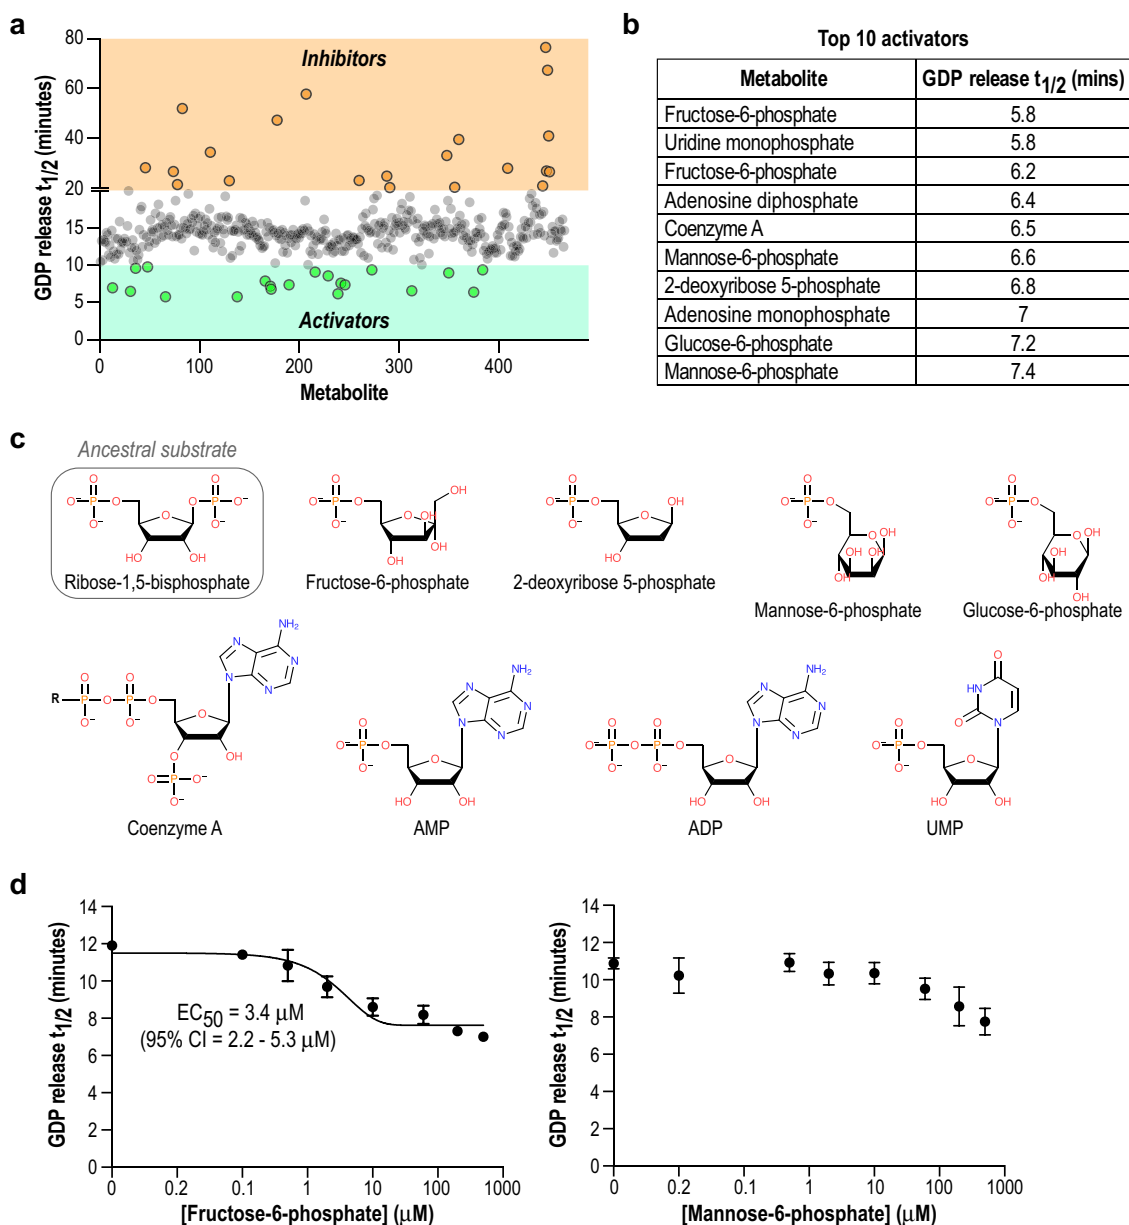 a
80
60
40
20
15
10
5
0
GDP release t1/2 (minutes)
Inhibitors
Activators
0
100
200
300
400
Metabolite
b
Top 10 activators
Metabolite GDP release t1/2 (mins)
Fructose-6-phosphate 5.8
Uridine monophosphate 5.8
Fructose-6-phosphate 6.2
Adenosine diphosphate 6.4
Coenzyme A 6.5
Mannose-6-phosphate 6.6
2-deoxyribose 5-phosphate 6.8
Adenosine monophosphate 7
Glucose-6-phosphate 7.2
Mannose-6-phosphate 7.4
c
Ancestral substrate
Ribose-1,5-bisphosphate
Fructose-6-phosphate
2-deoxyribose 5-phosphate
Mannose-6-phosphate
Glucose-6-phosphate
R
Coenzyme A
AMP
ADP
UMP
d
14
12
10
8
6
4
2
0
GDP release t1/2 (minutes)
EC50 = 3.4 μM
(95% CI = 2.2 - 5.3 μM)
0 0.2 0.1 1 10 100 1000
[Fructose-6-phosphate] (μM)
14
12
10
8
6
4
2
0
GDP release t1/2 (minutes)
0 0.2 1 10 100 1000
[Mannose-6-phosphate] (μM)